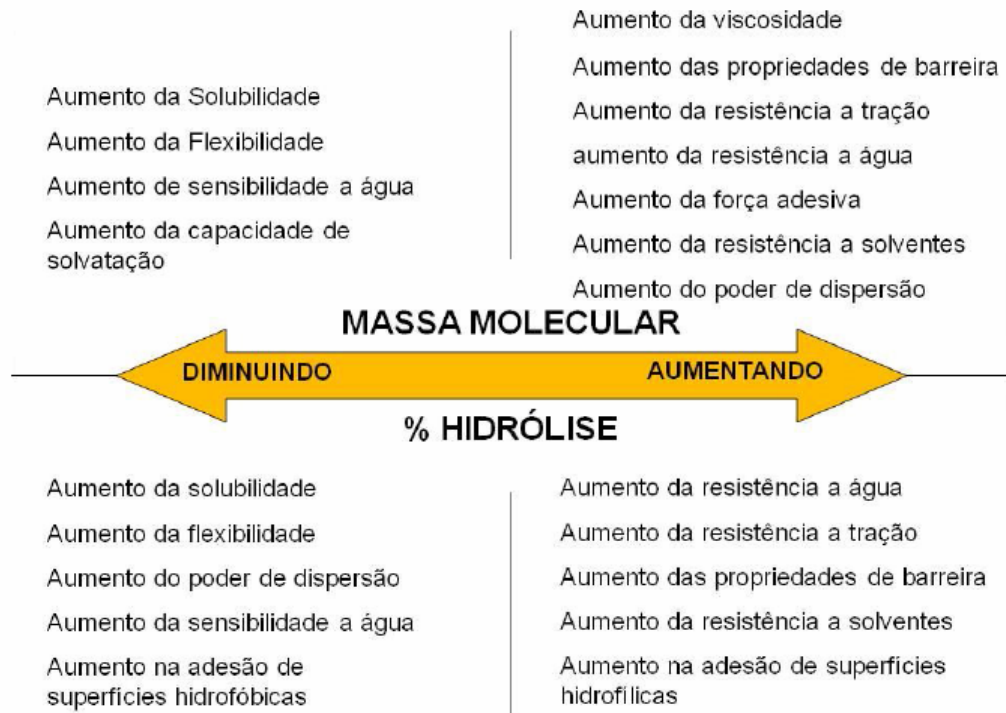 Aumento da Solubilidade
Aumento da Flexibilidade
Aumento de sensibilidade a água
Aumento da capacidade de
solvatação
Aumento da viscosidade
Aumento das propriedades de barreira
Aumento da resistência a tração
aumento da resistência a água
Aumento da força adesiva
Aumento da resistência a solventes
Aumento do poder de dispersão
MASSA MOLECULAR
DIMINUINDO AUMENTANDO
% HIDRÓLISE
Aumento da solubilidade
Aumento da flexibilidade
Aumento do poder de dispersão
Aumento da sensibilidade a água
Aumento na adesão de
superfícies hidrofóbicas
Aumento da resistência a água
Aumento da resistência a tração
Aumento das propriedades de barreira
Aumento da resistência a solventes
Aumento na adesão de superfícies
hidrofílicas